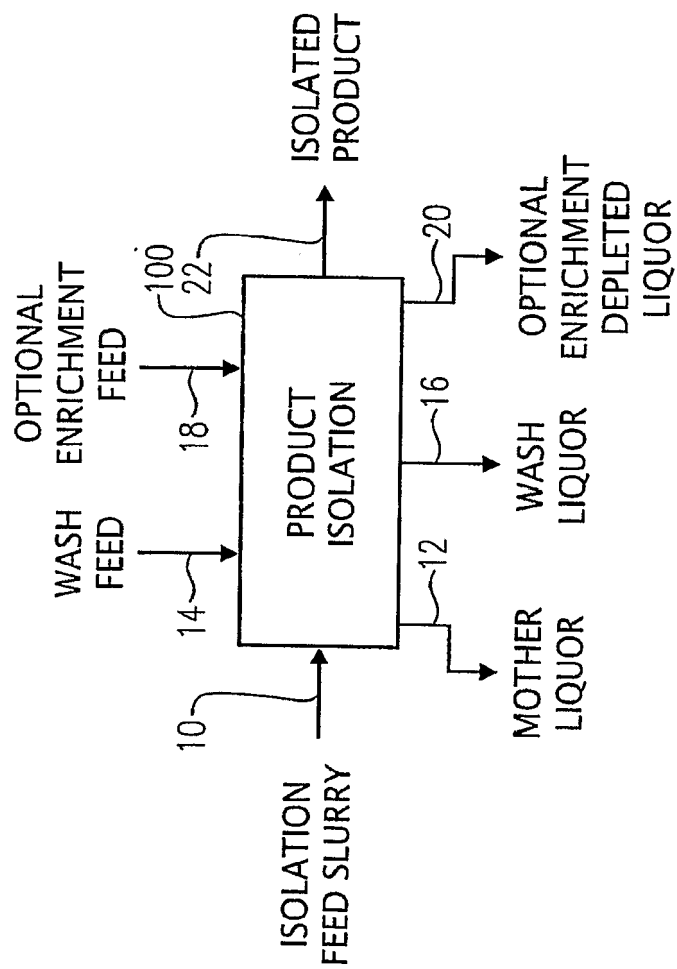 OPTIONAL
ENRICHMENT
FEED
WASH
FEED
18
14
100
22
ISOLATED
PRODUCT
10
ISOLATION
FEED SLURRY
PRODUCT
ISOLATION
12
16
20
MOTHER
LIQUOR
WASH
LIQUOR
OPTIONAL
ENRICHMENT
DEPLETED
LIQUOR